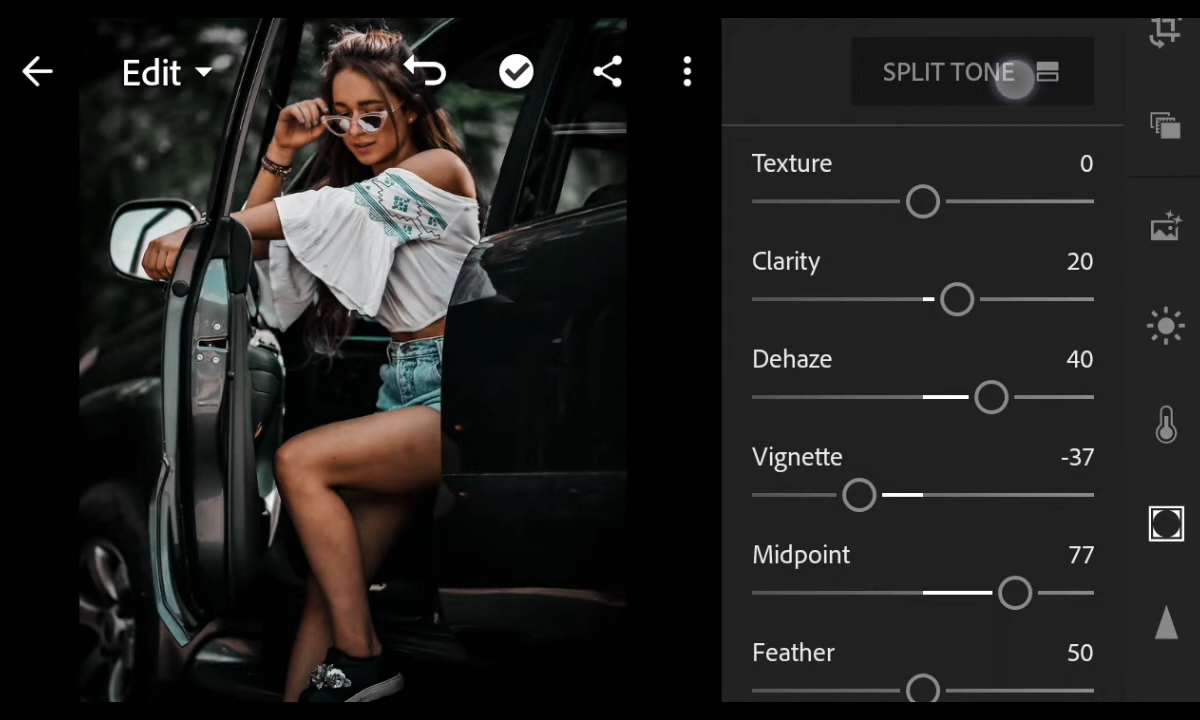 Edit
SPLIT TONE
Texture 0
Clarity 20
Dehaze 40
Vignette -37
Midpoint 77
Feather 50